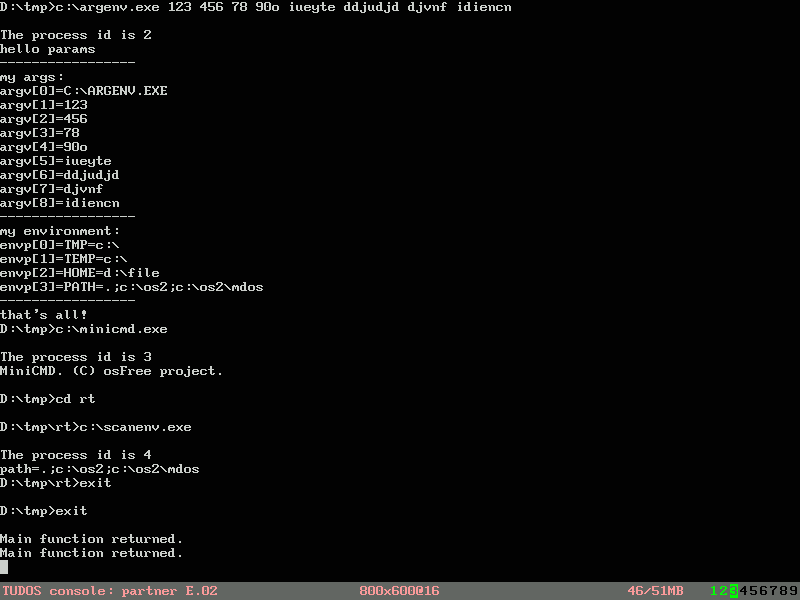 D:\tmp>c:\argenv.exe 123 456 78 90o iueyte ddjudjd djvnf idiencn
The process id is 2
hello params
-----------------
my args:
argv[0]=C:\ARGENV.EXE
argv[1]=123
argv[2]=456
argv[3]=78
argv[4]=90o
argv[5]=iueyte
argv[6]=ddjudjd
argv[7]=djvnf
argv[8]=idiencn
-----------------
my environment:
envp[0]=TMP=c:\
envp[1]=TEMP=c:\
envp[2]=HOME=d:\file
envp[3]=PATH=.;c:\os2;c:\os2\mdos
-----------------
that's all!
D:\tmp>c:\minicmd.exe
The process id is 3
MiniCMD. (C) osFree project.
D:\tmp>cd rt
D:\tmp\rt>c:\scanenv.exe
The process id is 4
path=.;c:\os2;c:\os2\mdos
D:\tmp\rt>exit
D:\tmp>exit
Main function returned.
Main function returned.
TUDOS console: partner E.02 800x600@16 46/51MB 123456789